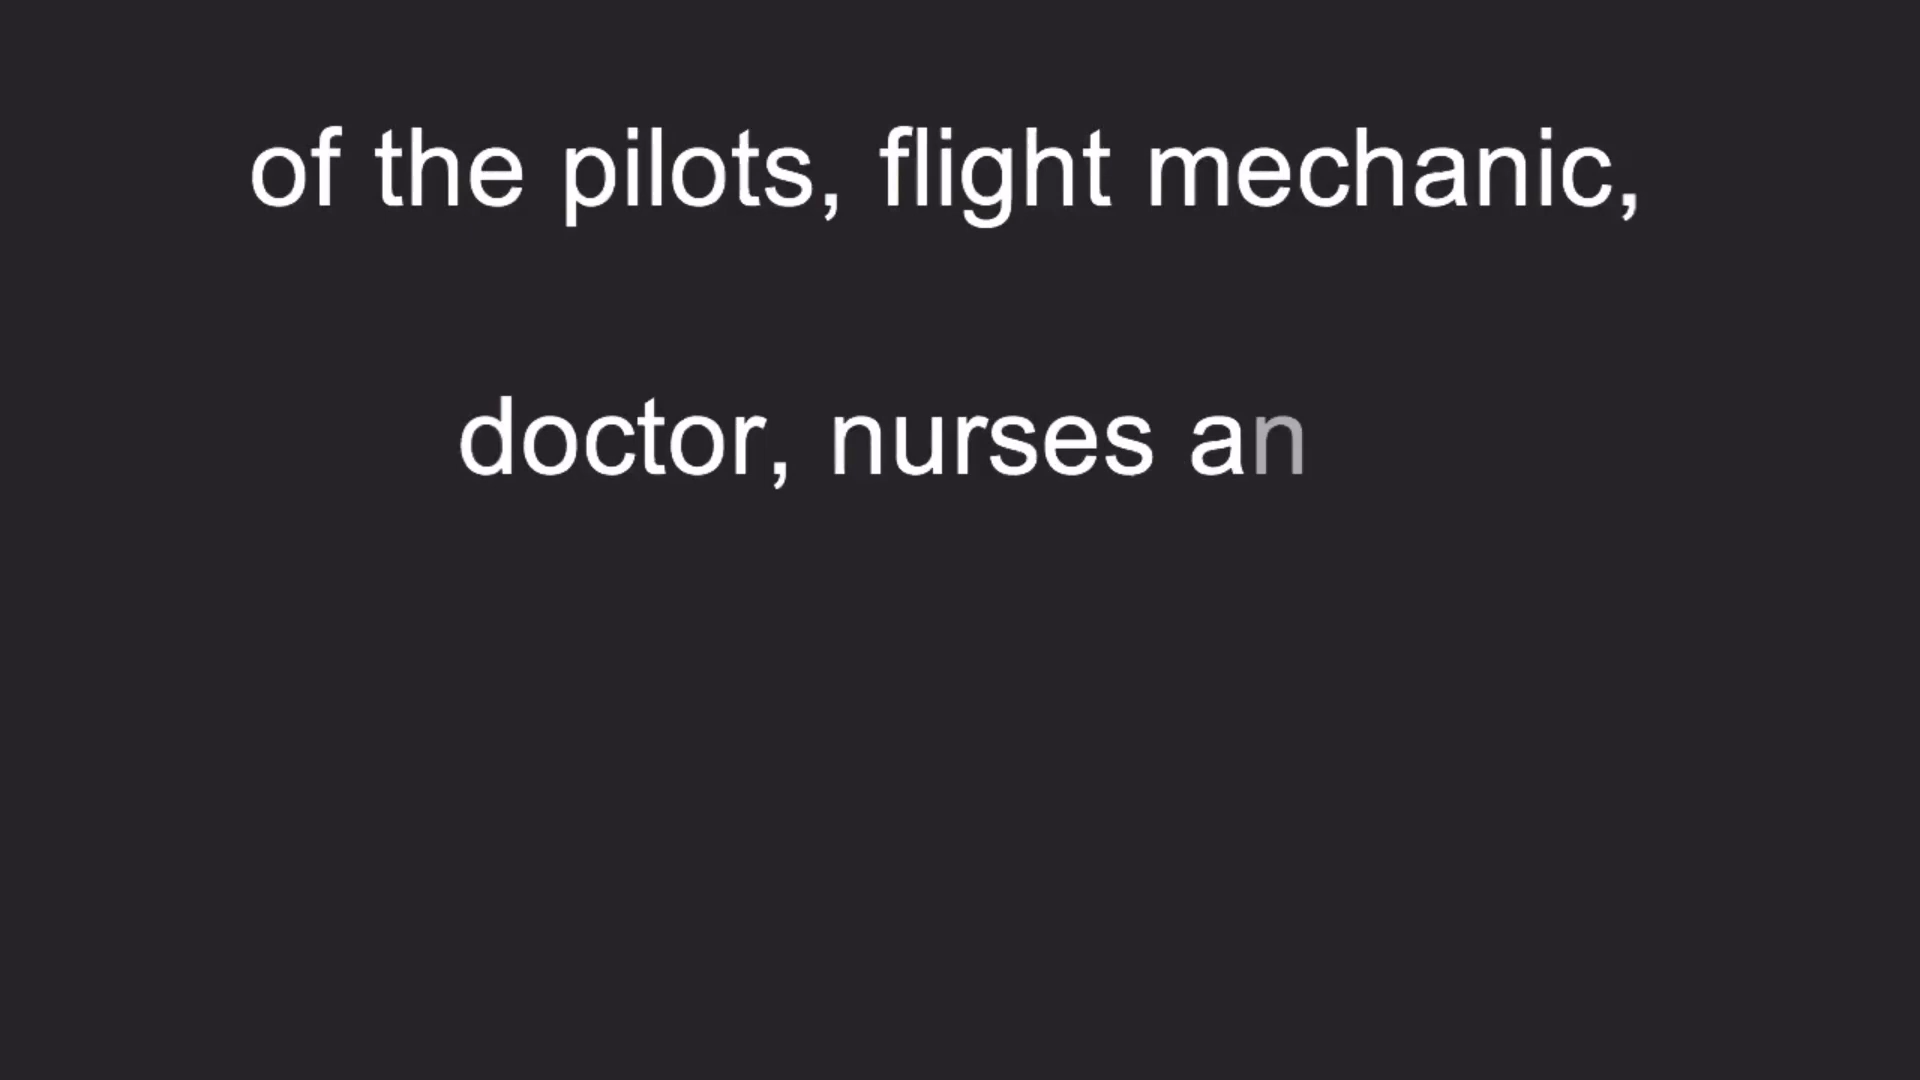 of the pilots, flight mechanic,
doctor, nurses an